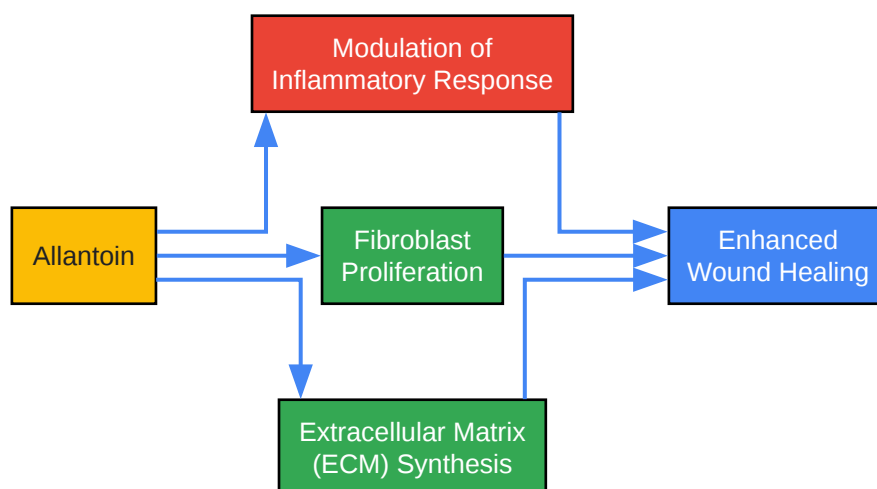 Modulation of
Inflammatory Response
Allantoin
Fibroblast
Proliferation
Enhanced
Wound Healing
Extracellular Matrix
(ECM) Synthesis